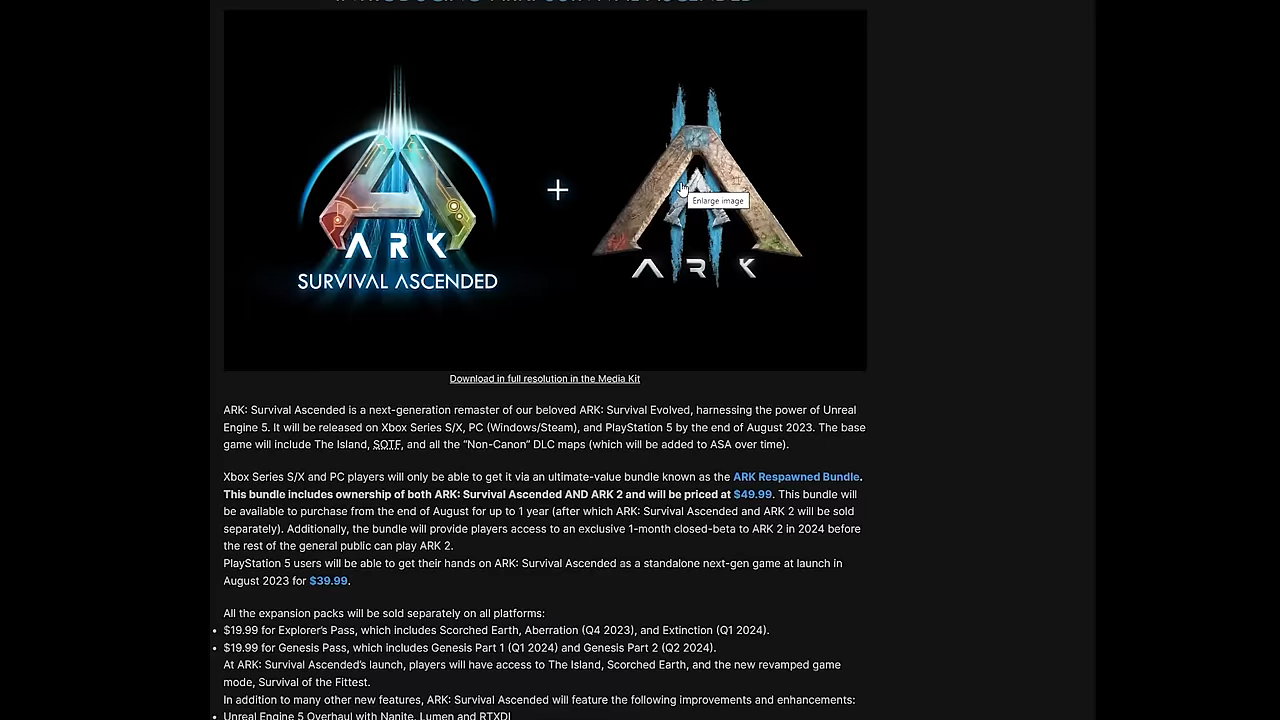 INTRODUCING ARK: SURVIVAL ASCENDED
ARK
SURVIVAL ASCENDED
+
ARK
Enlarge image
Download in full resolution in the Media Kit
ARK: Survival Ascended is a next-generation remaster of our beloved ARK: Survival Evolved, harnessing the power of Unreal
Engine 5. It will be released on Xbox Series S/X, PC (Windows/Steam), and PlayStation 5 by the end of August 2023. The base
game will include The Island, SOTF, and all the “Non-Canon” DLC maps (which will be added to ASA over time).
Xbox Series S/X and PC players will only be able to get it via an ultimate-value bundle known as the ARK Respawned Bundle.
This bundle includes ownership of both ARK: Survival Ascended AND ARK 2 and will be priced at $49.99. This bundle will
be available to purchase from the end of August for up to 1 year (after which ARK: Survival Ascended and ARK 2 will be sold
separately). Additionally, the bundle will provide players access to an exclusive 1-month closed-beta to ARK 2 in 2024 before
the rest of the general public can play ARK 2.
PlayStation 5 users will be able to get their hands on ARK: Survival Ascended as a standalone next-gen game at launch in
August 2023 for $39.99.
All the expansion packs will be sold separately on all platforms:
• $19.99 for Explorer’s Pass, which includes Scorched Earth, Aberration (Q4 2023), and Extinction (Q1 2024).
• $19.99 for Genesis Pass, which includes Genesis Part 1 (Q1 2024) and Genesis Part 2 (Q2 2024).
At ARK: Survival Ascended’s launch, players will have access to The Island, Scorched Earth, and the new revamped game
mode, Survival of the Fittest.
In addition to many other new features, ARK: Survival Ascended will feature the following improvements and enhancements:
• Unreal Engine 5 Overhaul with Nanite, Lumen and RTXDI